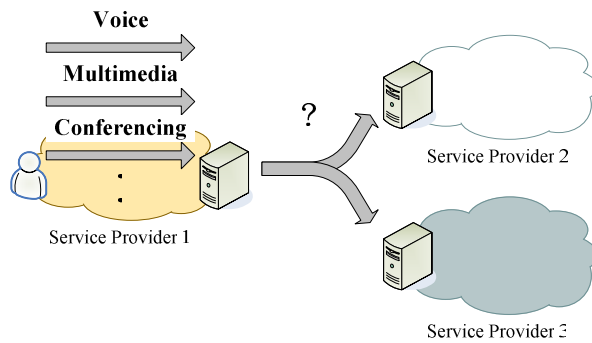 Voice
Multimedia
Conferencing
Service Provider 1
?
Service Provider 2
Service Provider 3